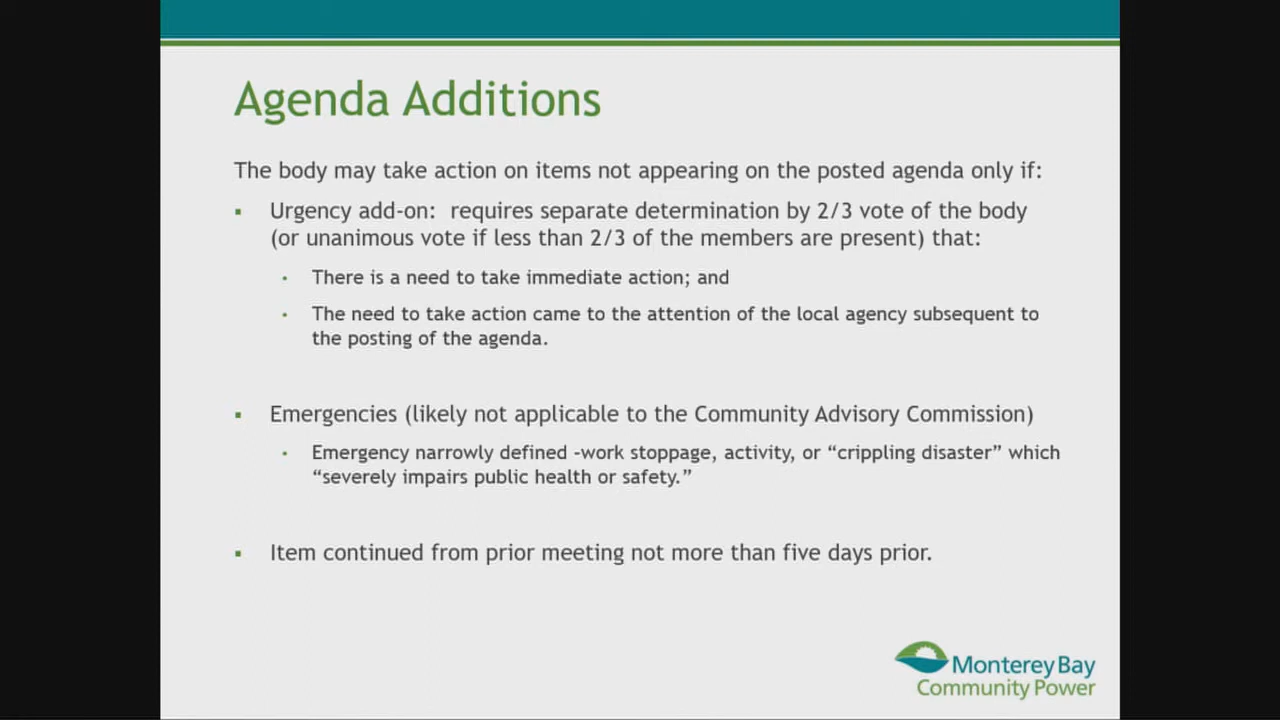 Agenda Additions
The body may take action on items not appearing on the posted agenda only if:
▪ Urgency add-on: requires separate determination by 2/3 vote of the body
(or unanimous vote if less than 2/3 of the members are present) that:
• There is a need to take immediate action; and
• The need to take action came to the attention of the local agency subsequent to
the posting of the agenda.
▪ Emergencies (likely not applicable to the Community Advisory Commission)
• Emergency narrowly defined -work stoppage, activity, or “crippling disaster” which
“severely impairs public health or safety.”
▪ Item continued from prior meeting not more than five days prior.
Monterey Bay
Community Power